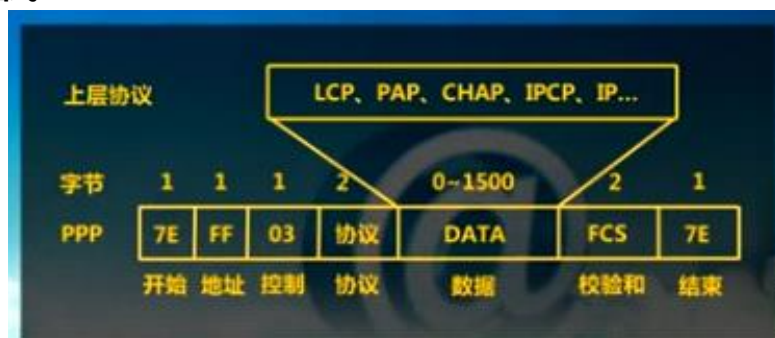 上层协议 LCP、PAP、CHAP、IPCP、IP...
字节 1 1 1 2 0~1500 2 1
PPP 7E FF 03 协议 DATA FCS 7E
开始 地址 控制 协议 数据 校验和 结束